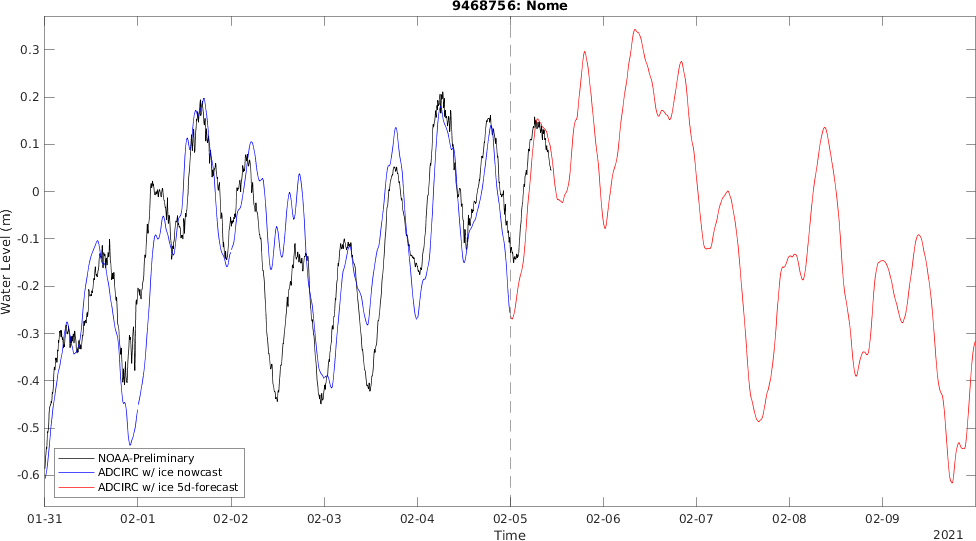 9468756: Nome
0.3
0.2
0.1
0
-0.1
-0.2
-0.3
-0.4
-0.5
-0.6
Water Level (m)
NOAA-Preliminary
ADCIRC w/ ice nowcast
ADCIRC w/ ice 5d-forecast
01-31 02-01 02-02 02-03 02-04 02-05 02-06 02-07 02-08 02-09
Time
2021